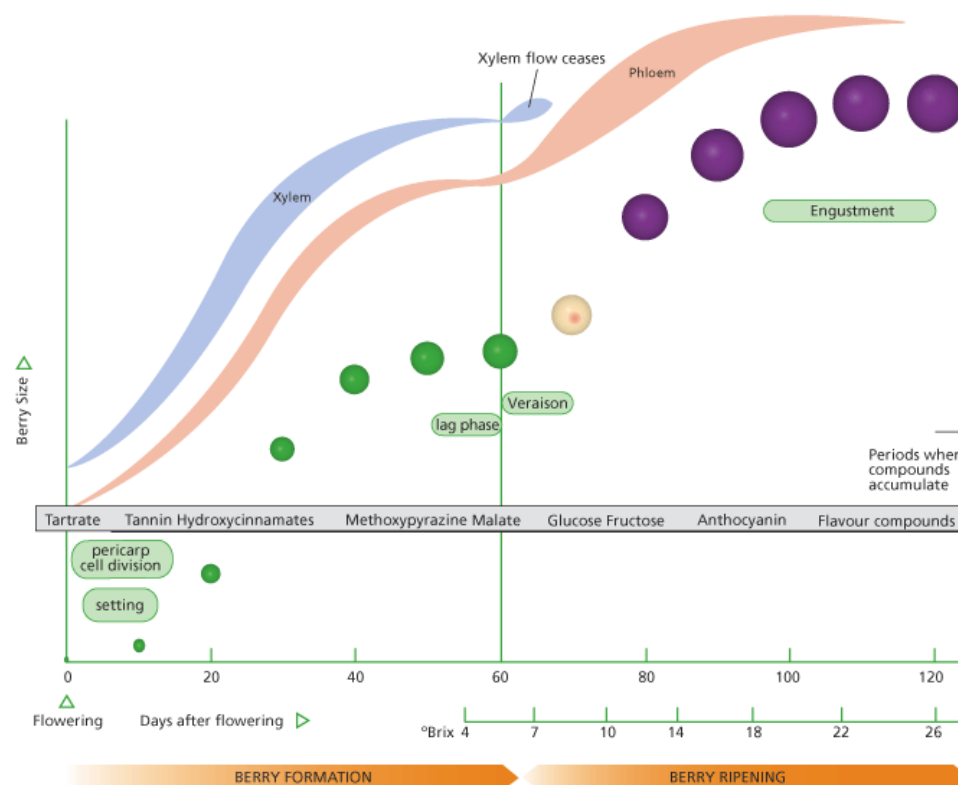 Xylem flow ceases
Phloem
Xylem
Engustment
Berry Size
Veraison
lag phase
Periods when
compounds
accumulate
Tartrate Tannin Hydroxycinnamates Methoxypyrazine Malate Glucose Fructose Anthocyanin Flavour compounds
pericarp
cell division
setting
0 20 40 60 80 100 120
Flowering
Days after flowering
°Brix 4 7 10 14 18 22 26
BERRY FORMATION
BERRY RIPENING